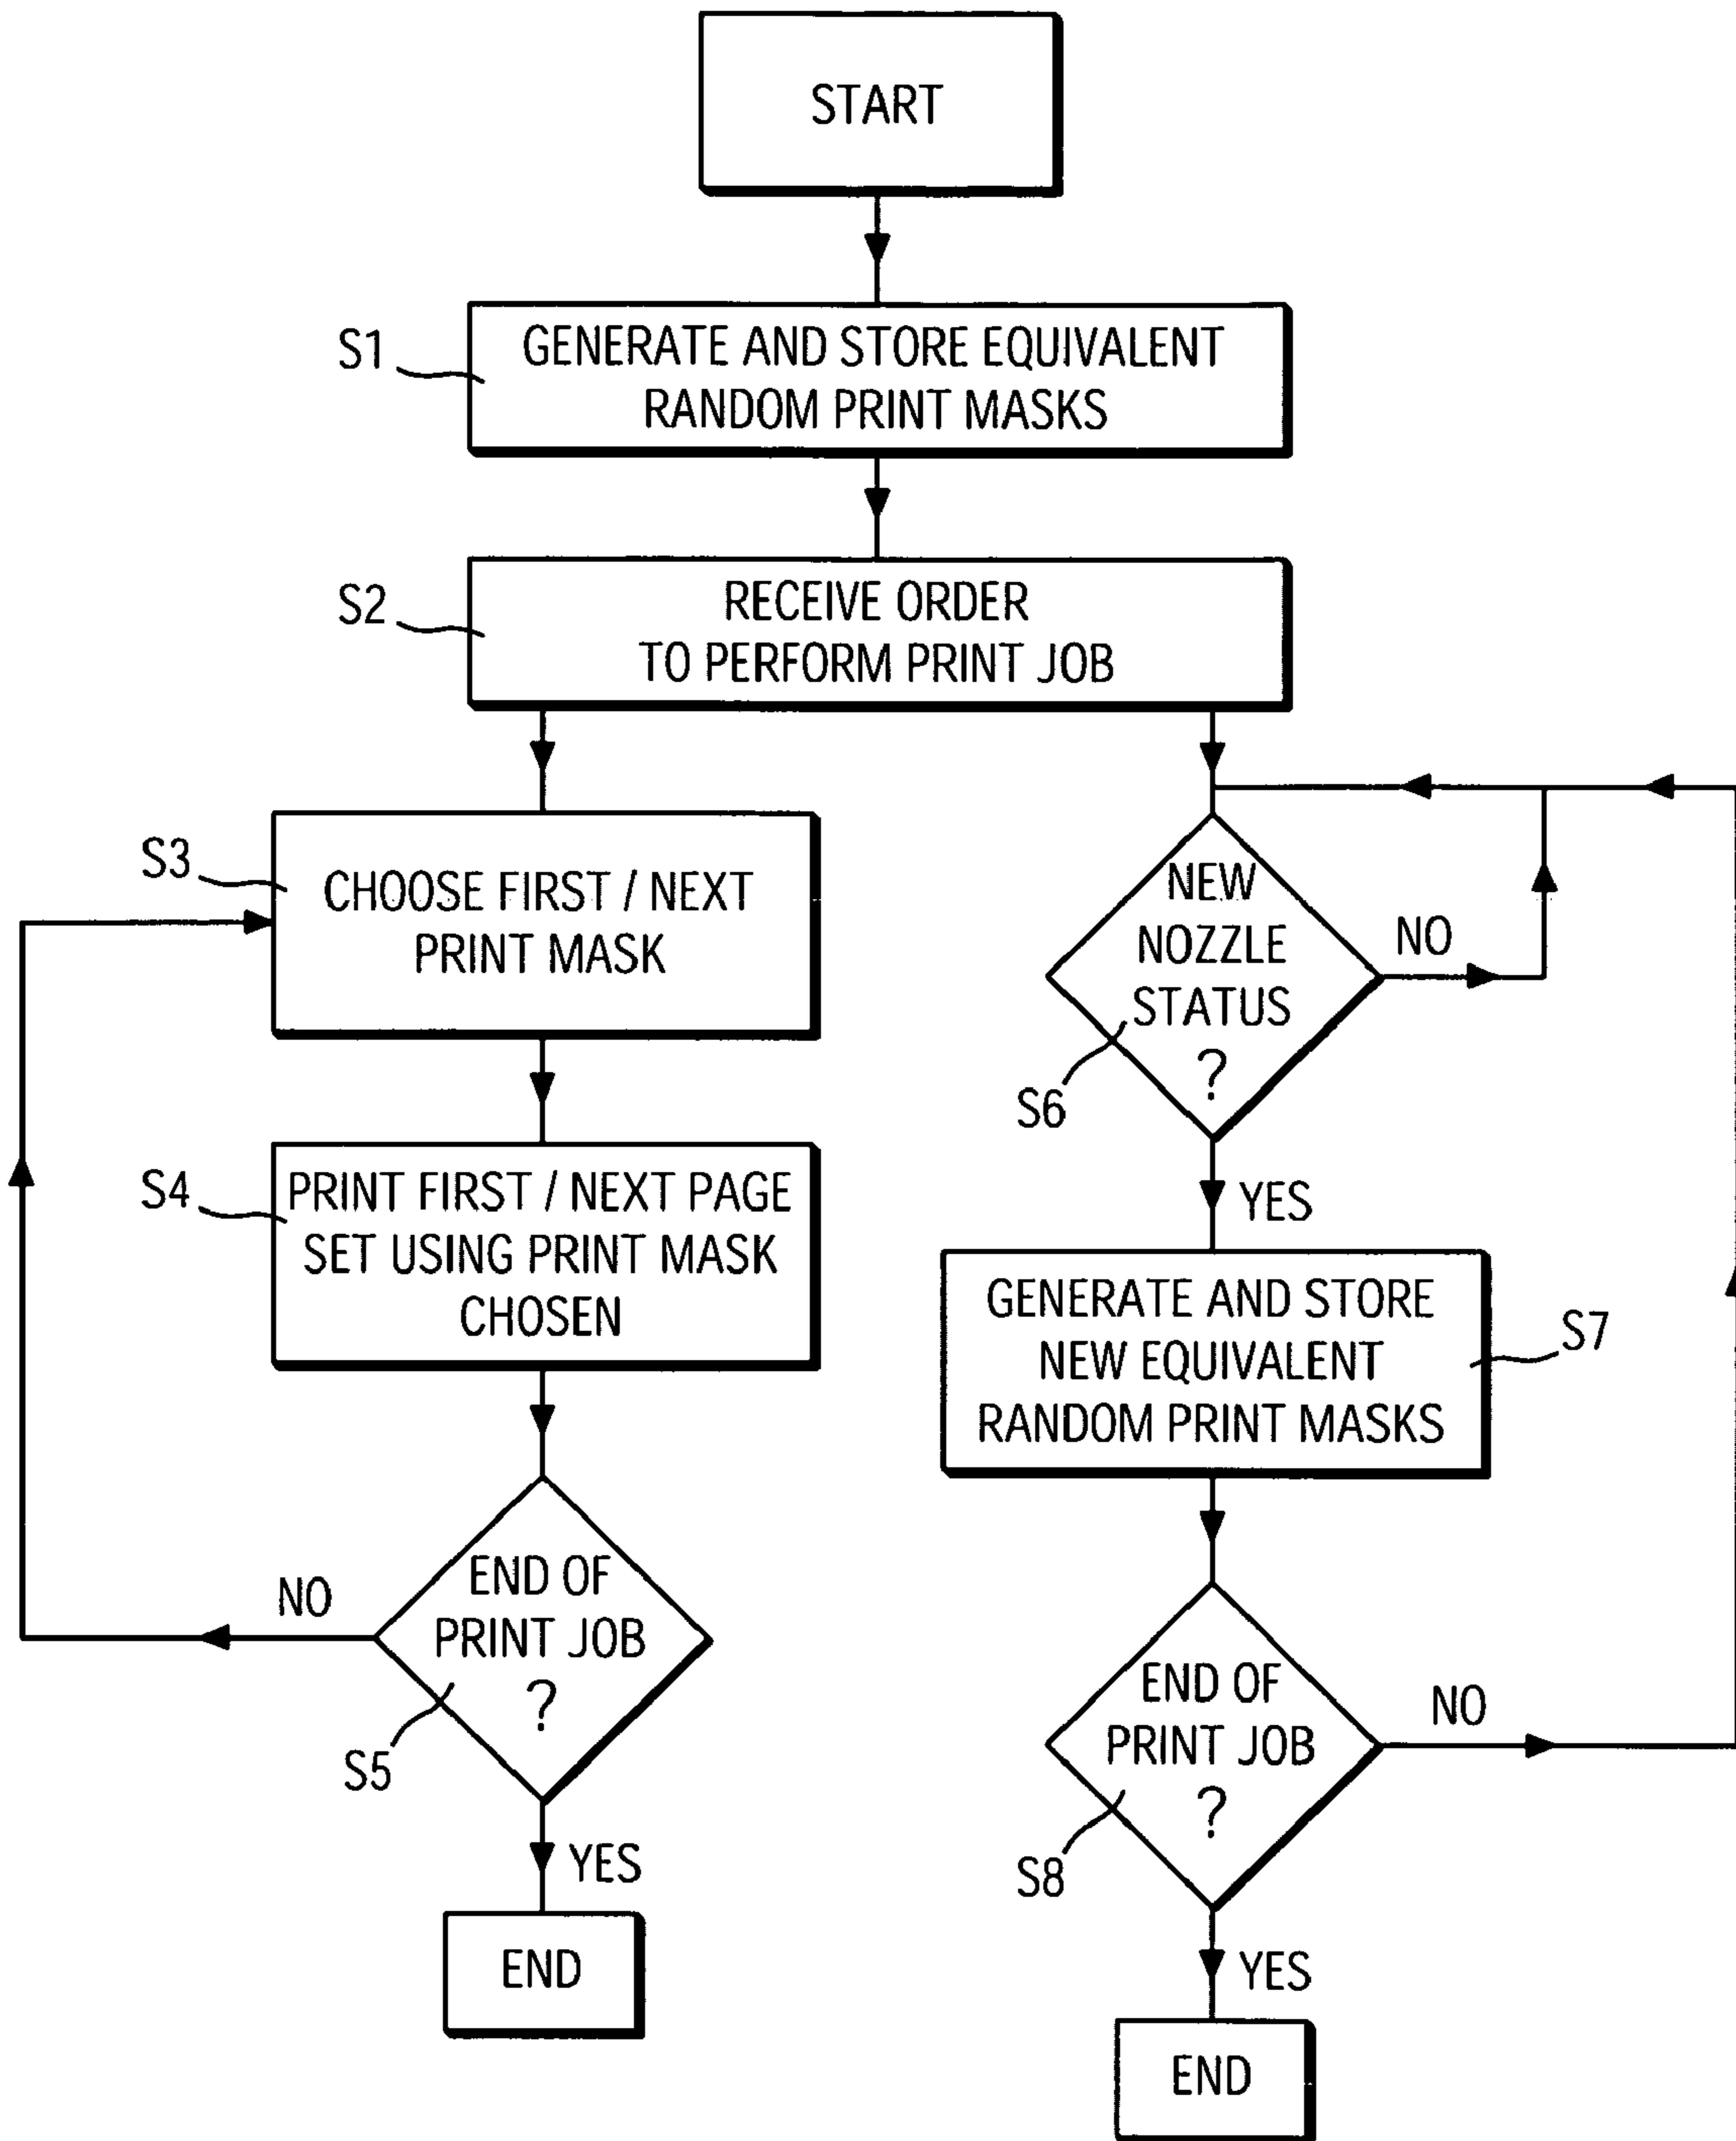 START
S1
GENERATE AND STORE EQUIVALENT
RANDOM PRINT MASKS
S2
RECEIVE ORDER
TO PERFORM PRINT JOB
S3
CHOOSE FIRST / NEXT
PRINT MASK
S4
PRINT FIRST / NEXT PAGE
SET USING PRINT MASK
CHOSEN
END OF
PRINT JOB
?
S5
NO
YES
END
NEW
NOZZLE
STATUS
?
S6
NO
YES
GENERATE AND STORE
NEW EQUIVALENT
RANDOM PRINT MASKS
S7
END OF
PRINT JOB
?
S8
NO
YES
END